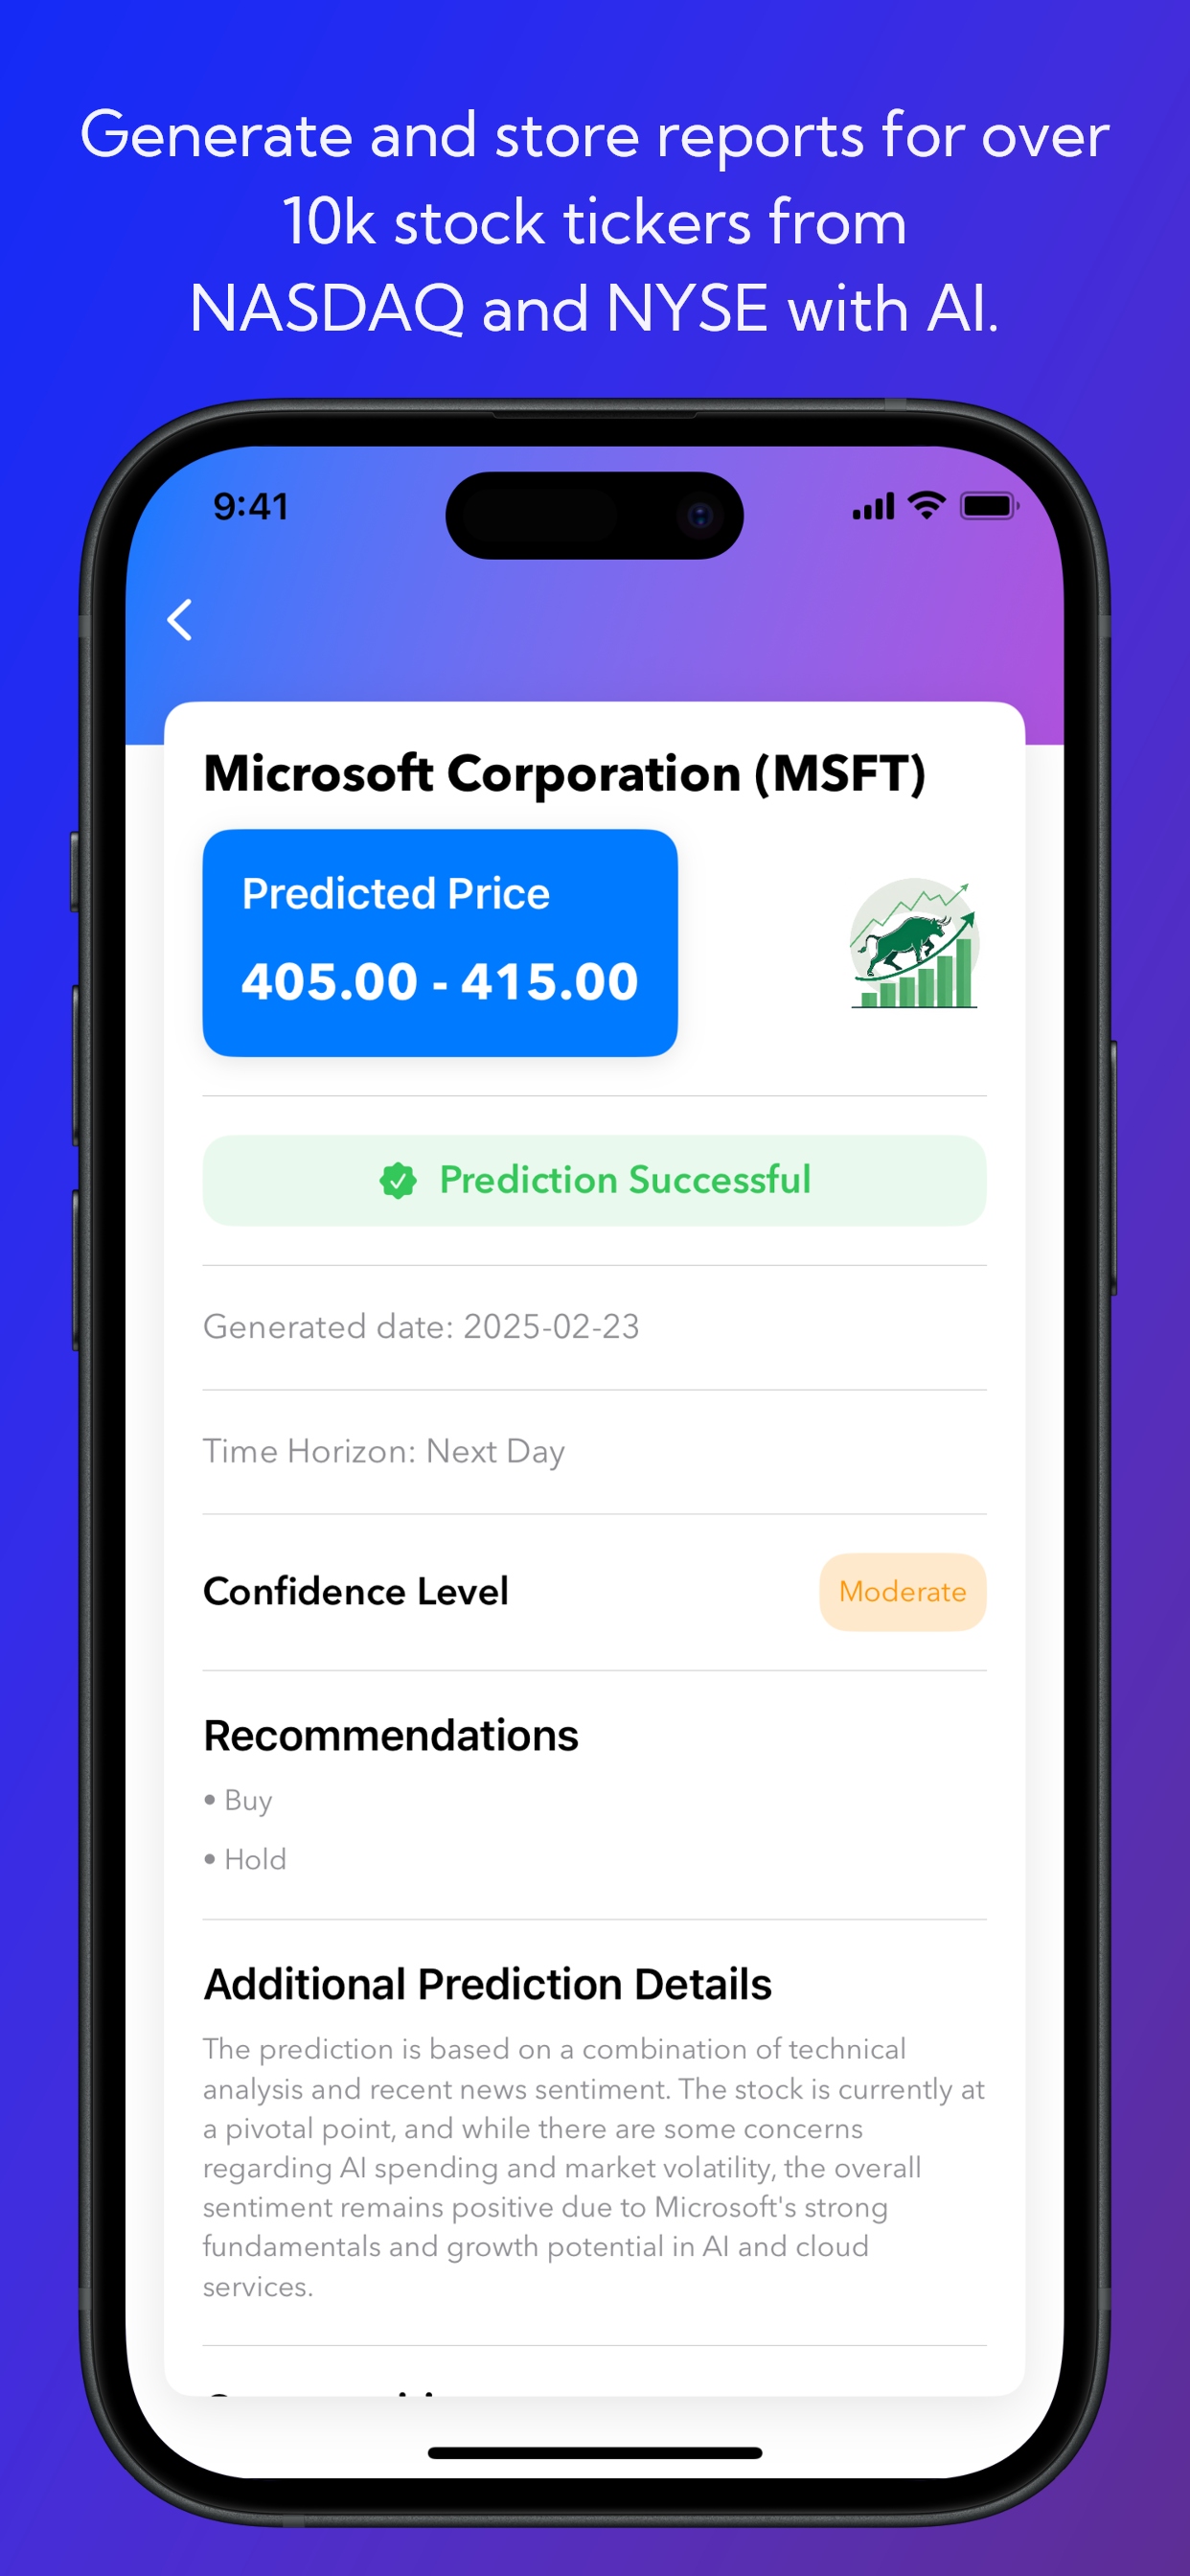 Generate and store reports for over
10k stock tickers from
NASDAQ and NYSE with AI.
9:41
Microsoft Corporation (MSFT)
Predicted Price
405.00 - 415.00
Prediction Successful
Generated date: 2025-02-23
Time Horizon: Next Day
Confidence Level
Moderate
Recommendations
• Buy
• Hold
Additional Prediction Details
The prediction is based on a combination of technical
analysis and recent news sentiment. The stock is currently at
a pivotal point, and while there are some concerns
regarding AI spending and market volatility, the overall
sentiment remains positive due to Microsoft's strong
fundamentals and growth potential in AI and cloud
services.